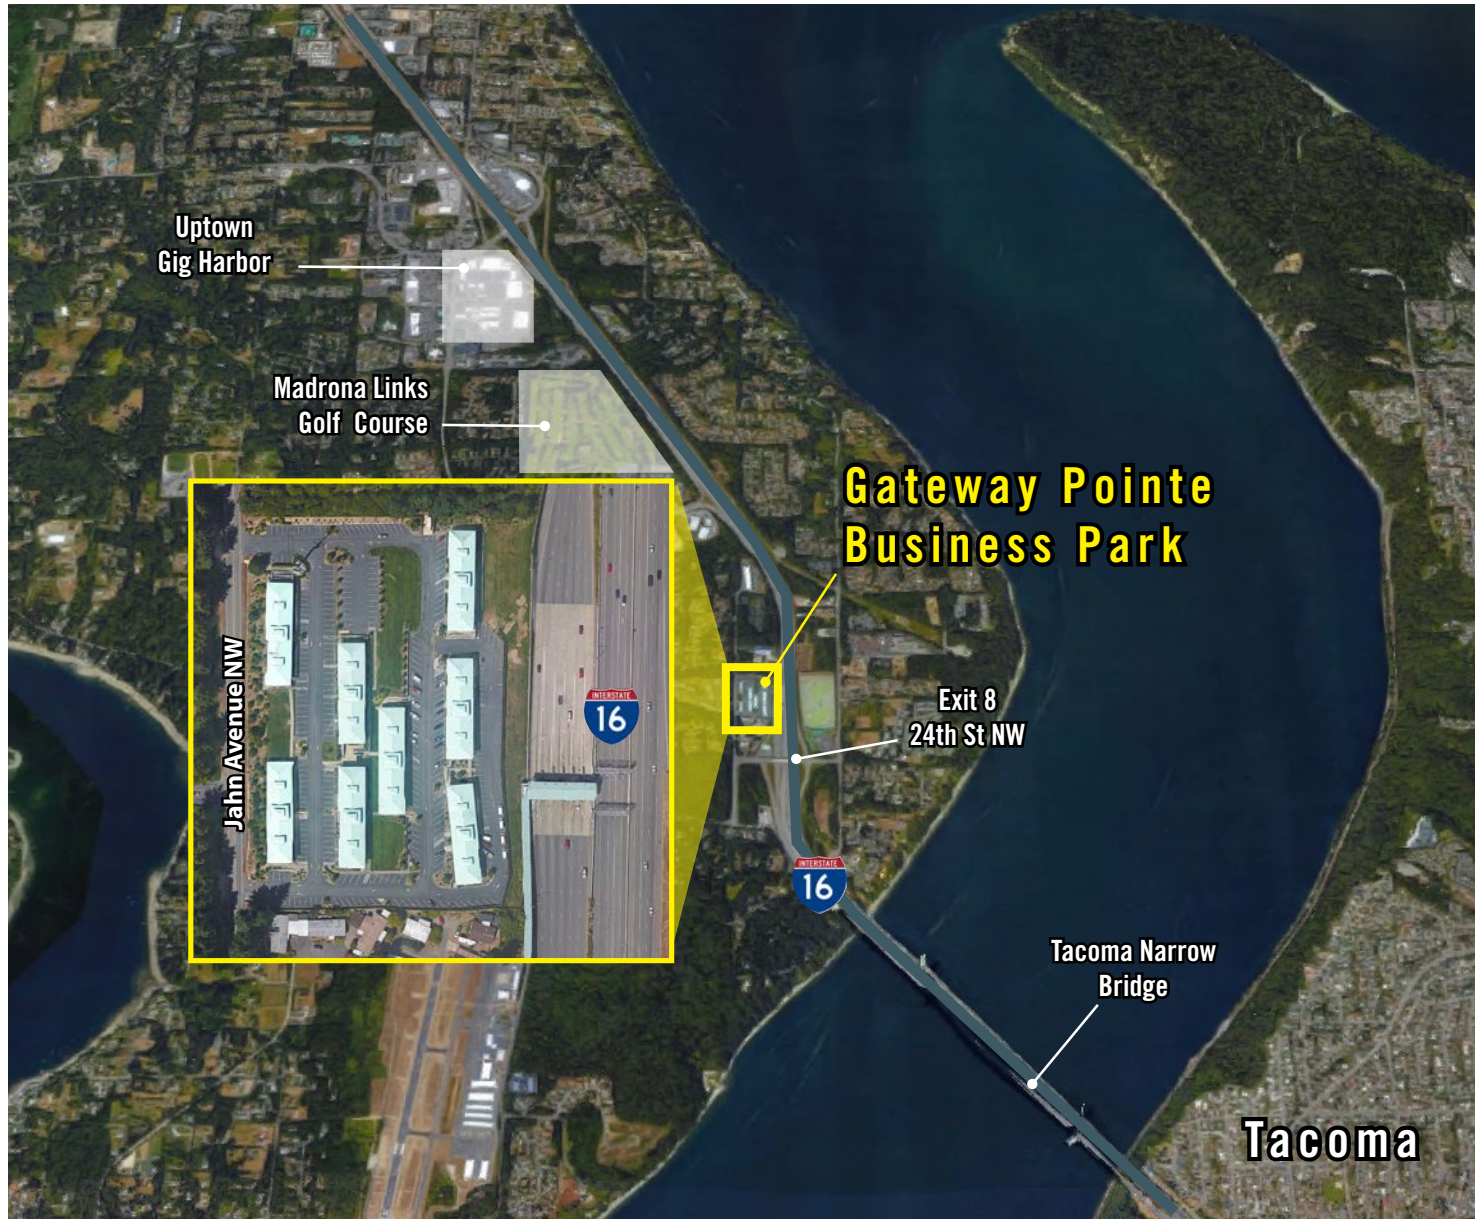 Uptown
Gig Harbor
Madrona Links
Golf Course
Gateway Pointe
Business Park
Jahn Avenue NW
INTERSTATE
16
Exit 8
24th St NW
INTERSTATE
16
Tacoma Narrow
Bridge
Tacoma